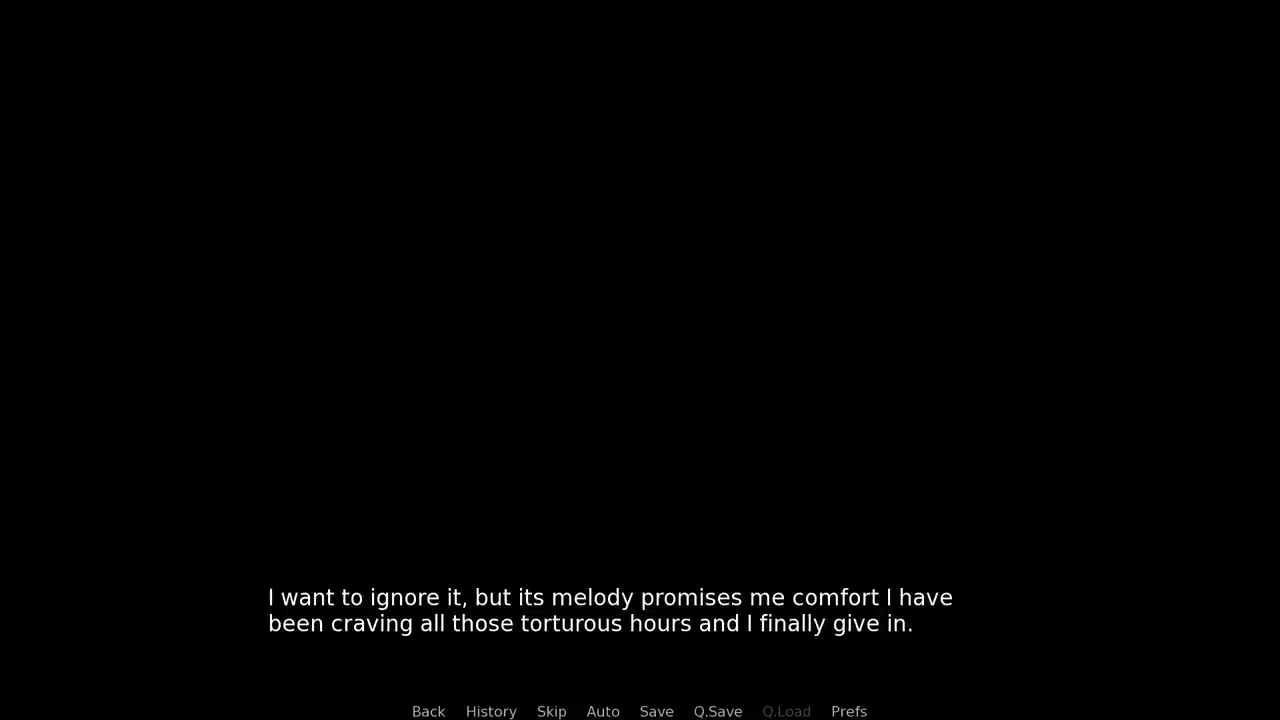 I want to ignore it, but its melody promises me comfort I have
been craving all those torturous hours and I finally give in.
Back History Skip Auto Save Q.Save Q.Load Prefs